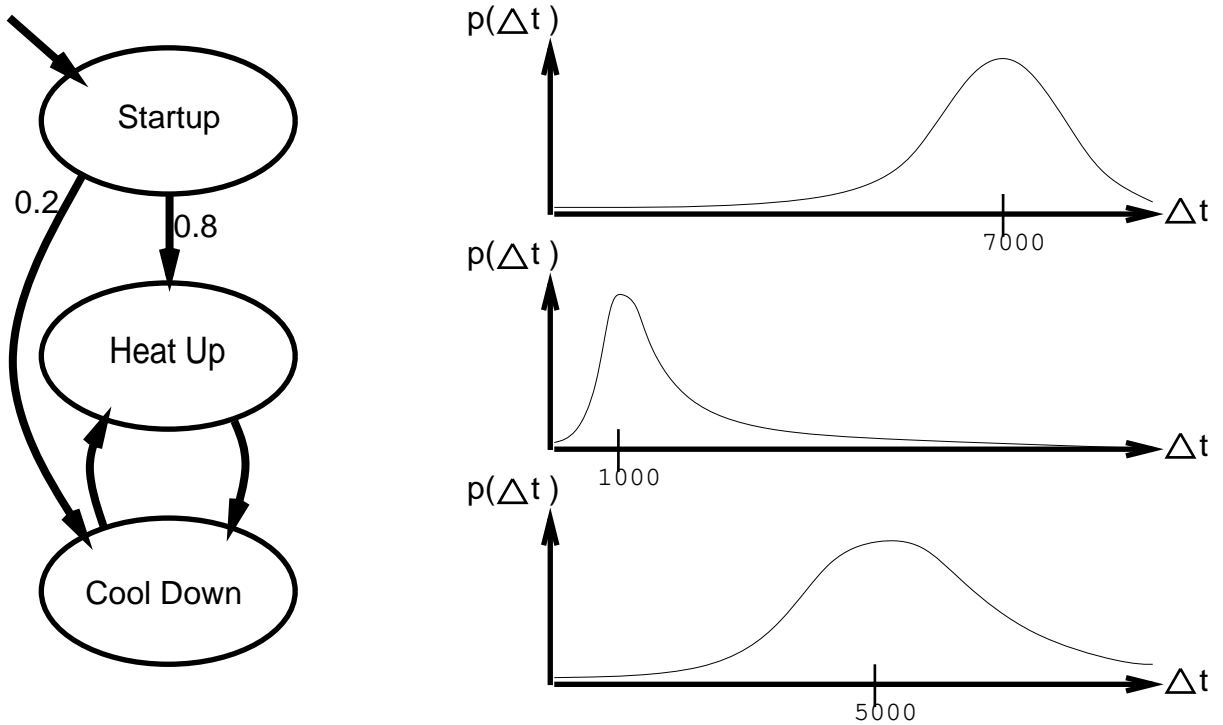 Startup
0.2
0.8
Heat Up
Cool Down
p(△t )
△t
7000
p(△t )
△t
1000
p(△t )
△t
5000